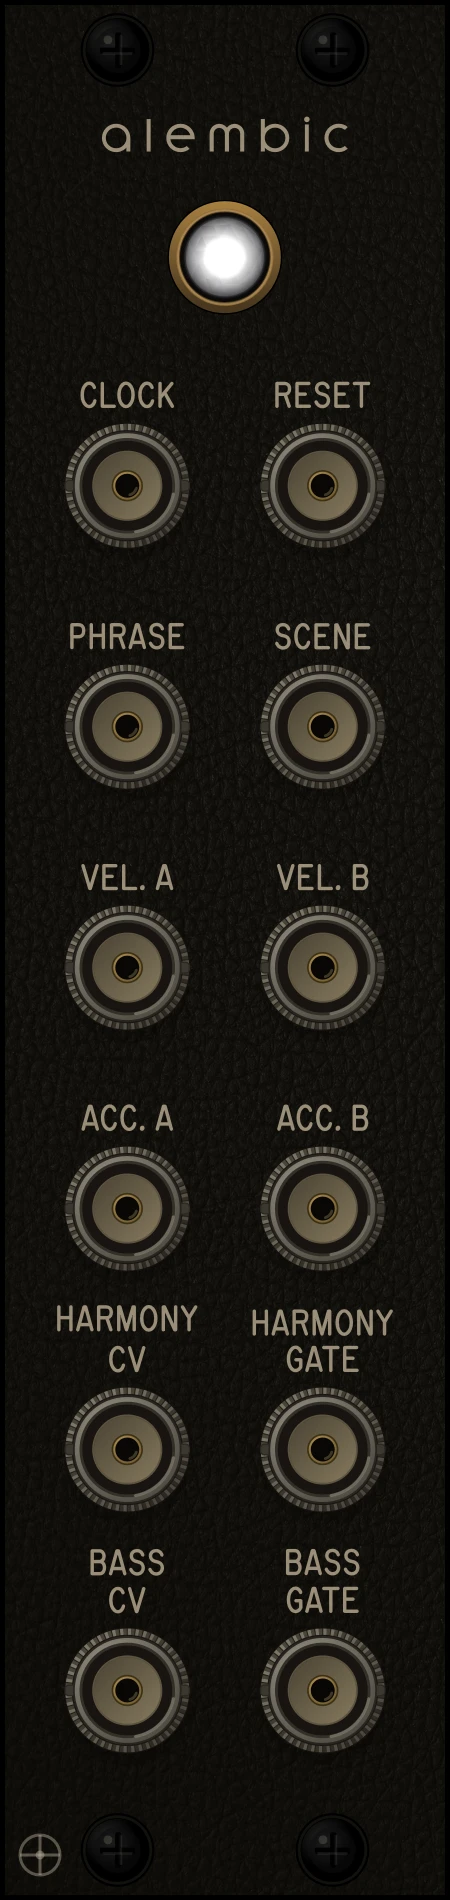 alembic
CLOCK RESET
PHRASE SCENE
VEL. A VEL. B
ACC. A ACC. B
HARMONY CV
HARMONY GATE
BASS CV
BASS GATE